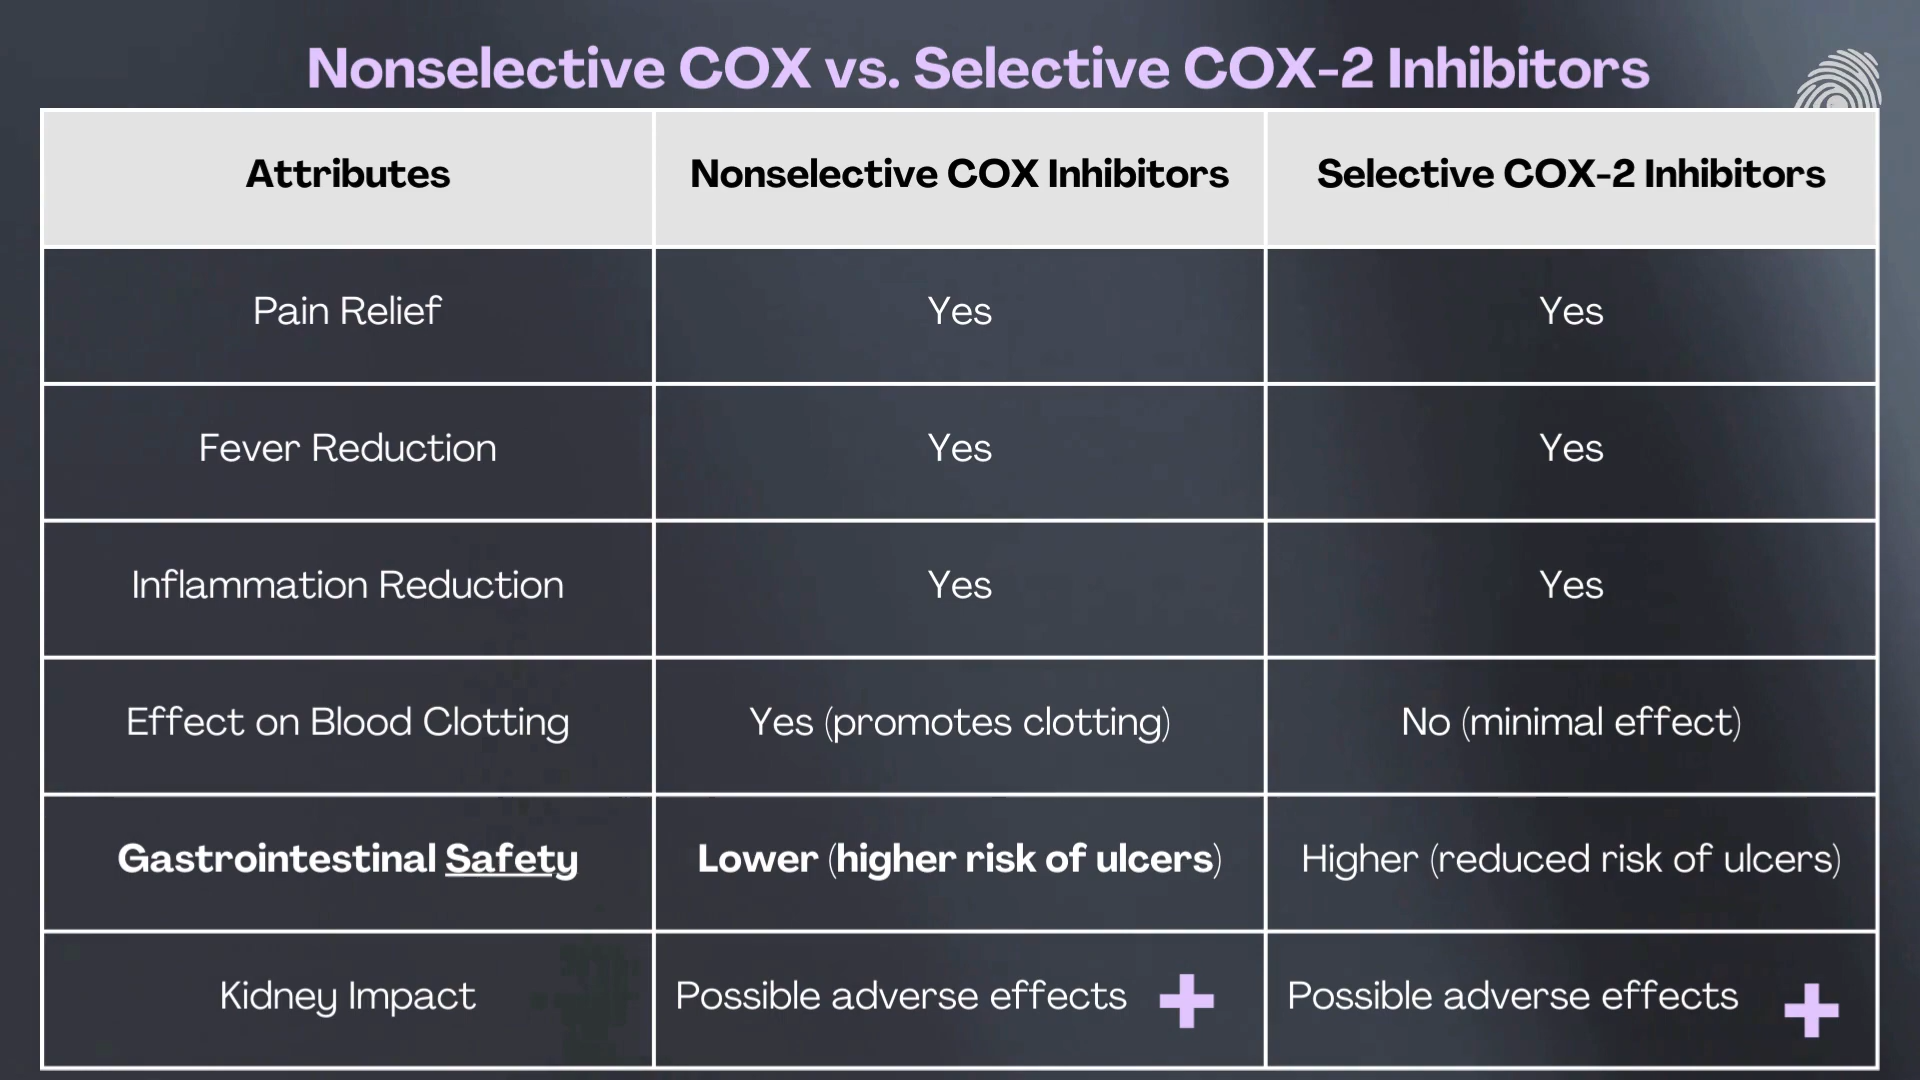 Nonselective COX vs. Selective COX-2 Inhibitors
Attributes
Nonselective COX Inhibitors
Selective COX-2 Inhibitors
Pain Relief
Yes
Yes
Fever Reduction
Yes
Yes
Inflammation Reduction
Yes
Yes
Effect on Blood Clotting
Yes (promotes clotting)
No (minimal effect)
Gastrointestinal Safety
Lower (higher risk of ulcers)
Higher (reduced risk of ulcers)
Kidney Impact
Possible adverse effects +
Possible adverse effects +